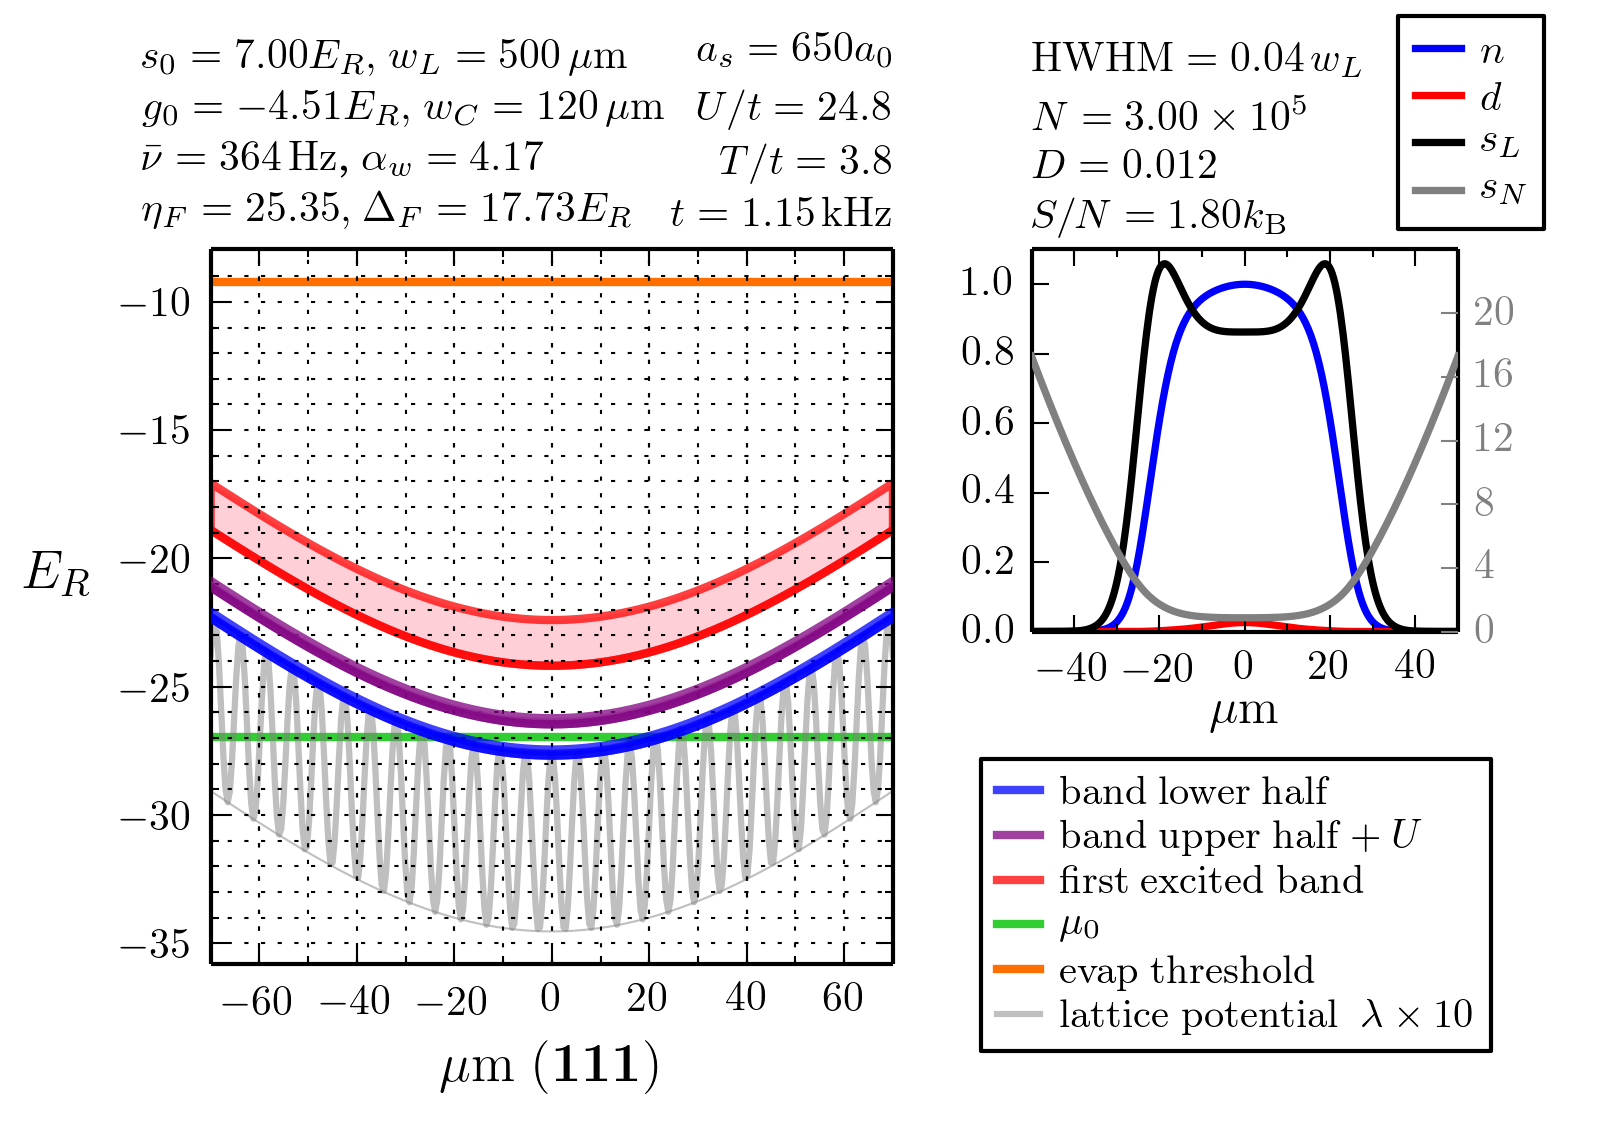 s₀ = 7.00E_R, w_L = 500 μm
g₀ = −4.51E_R, w_C = 120 μm
ν̄ = 364 Hz, α_w = 4.17
η_F = 25.35, Δ_F = 17.73E_R
a_s = 650a₀
U/t = 24.8
T/t = 3.8
t = 1.15 kHz
HWHM = 0.04 w_L
N = 3.00 × 10⁵
D = 0.012
S/N = 1.80k_B
n
d
s_L
s_N
E_R
−10
−15
−20
−25
−30
−35
−60 −40 −20 0 20 40 60
μm (111)
1.0
0.8
0.6
0.4
0.2
0.0
20
16
12
8
4
0
−40 −20 0 20 40
μm
band lower half
band upper half + U
first excited band
μ₀
evap threshold
lattice potential λ × 10